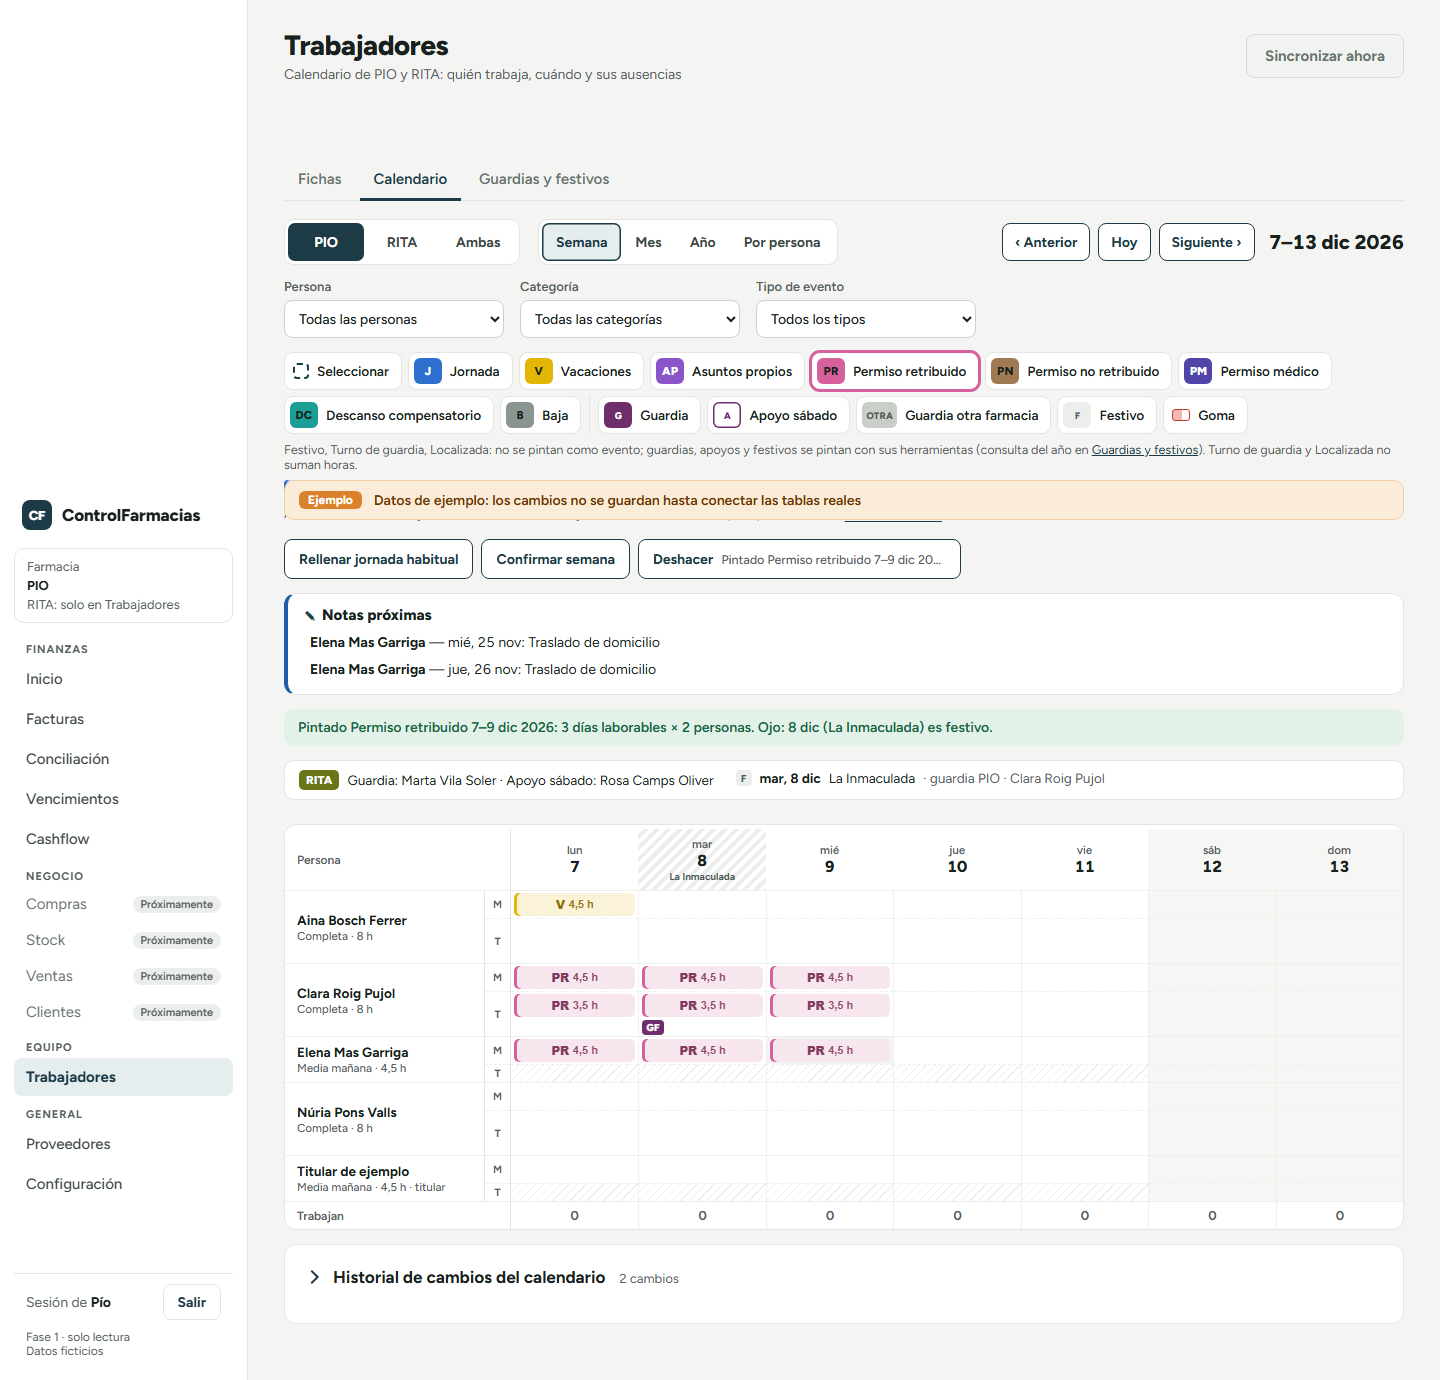 CF ControlFarmacias
Farmacia
PIO
RITA: solo en Trabajadores
FINANZAS
Inicio
Facturas
Conciliación
Vencimientos
Cashflow
NEGOCIO
Compras Próximamente
Stock Próximamente
Ventas Próximamente
Clientes Próximamente
EQUIPO
Trabajadores
GENERAL
Proveedores
Configuración
Sesión de Pío Salir
Fase 1 · solo lectura
Datos ficticios
Trabajadores
Calendario de PIO y RITA: quién trabaja, cuándo y sus ausencias
Sincronizar ahora
Fichas Calendario Guardias y festivos
PIO RITA Ambas Semana Mes Año Por persona ‹ Anterior Hoy Siguiente › 7–13 dic 2026
Persona Categoría Tipo de evento
Todas las personas Todas las categorías Todos los tipos
Seleccionar J Jornada V Vacaciones AP Asuntos propios PR Permiso retribuido PN Permiso no retribuido PM Permiso médico
DC Descanso compensatorio B Baja G Guardia A Apoyo sábado OTRA Guardia otra farmacia F Festivo Goma
Festivo, Turno de guardia, Localizada: no se pintan como evento; guardias, apoyos y festivos se pintan con sus herramientas (consulta del año en Guardias y festivos). Turno de guardia y Localizada no
suman horas.
Ejemplo Datos de ejemplo: los cambios no se guardan hasta conectar las tablas reales
Rellenar jornada habitual Confirmar semana Deshacer Pintado Permiso retribuido 7–9 dic 20…
Notas próximas
Elena Mas Garriga — mié, 25 nov: Traslado de domicilio
Elena Mas Garriga — jue, 26 nov: Traslado de domicilio
Pintado Permiso retribuido 7–9 dic 2026: 3 días laborables × 2 personas. Ojo: 8 dic (La Inmaculada) es festivo.
RITA Guardia: Marta Vila Soler · Apoyo sábado: Rosa Camps Oliver F mar, 8 dic La Inmaculada · guardia PIO · Clara Roig Pujol
Persona lun 7 mar 8 La Inmaculada mié 9 jue 10 vie 11 sáb 12 dom 13
Aina Bosch Ferrer
Completa · 8 h
M V 4,5 h
T
Clara Roig Pujol
Completa · 8 h
M PR 4,5 h PR 4,5 h PR 4,5 h
T PR 3,5 h PR 3,5 h PR 3,5 h
GF
Elena Mas Garriga
Media mañana · 4,5 h
M PR 4,5 h PR 4,5 h PR 4,5 h
T
Núria Pons Valls
Completa · 8 h
M
T
Titular de ejemplo
Media mañana · 4,5 h · titular
M
T
Trabajan 0 0 0 0 0 0 0
Historial de cambios del calendario 2 cambios